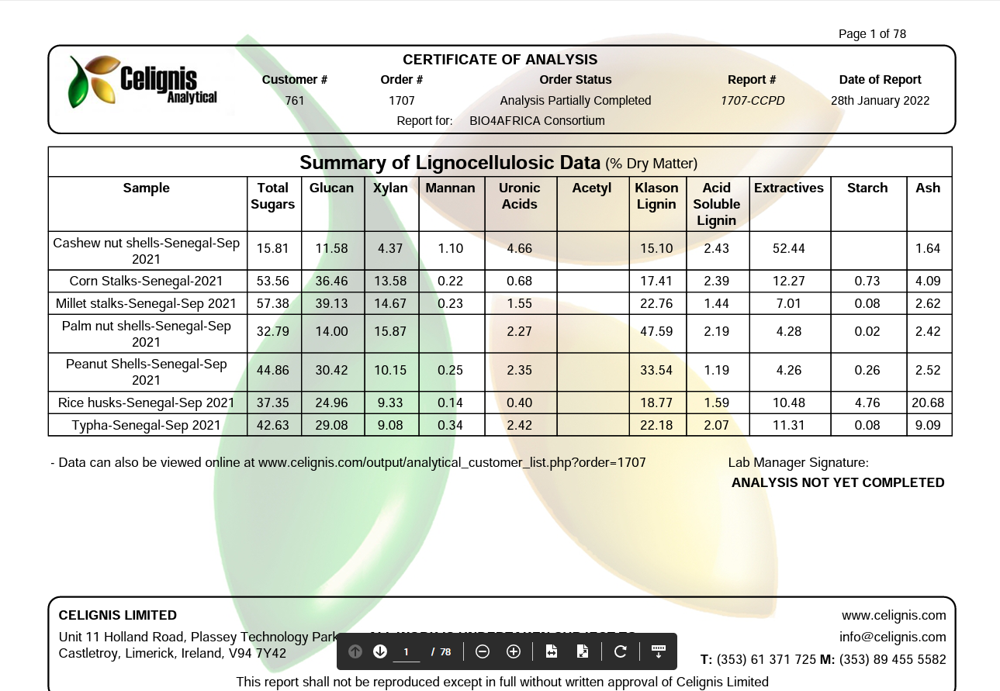 Page 1 of 78
Celignis
Analytical
CERTIFICATE OF ANALYSIS
Customer # Order # Order Status Report # Date of Report
761 1707 Analysis Partially Completed 1707-CCPD 28th January 2022
Report for: BIO4AFRICA Consortium
Summary of Lignocellulosic Data (% Dry Matter)
Sample Total Glucan Xylan Mannan Uronic Acetyl Klason Acid Extractives Starch Ash
Sugars Acids Lignin Soluble
Lignin
Cashew nut shells-Senegal-Sep
2021 15.81 11.58 4.37 1.10 4.66 15.10 2.43 52.44 1.64
Corn Stalks-Senegal-2021 53.56 36.46 13.58 0.22 0.68 17.41 2.39 12.27 0.73 4.09
Millet stalks-Senegal-Sep 2021 57.38 39.13 14.67 0.23 1.55 22.76 1.44 7.01 0.08 2.62
Palm nut shells-Senegal-Sep
2021 32.79 14.00 15.87 2.27 47.59 2.19 4.28 0.02 2.42
Peanut Shells-Senegal-Sep
2021 44.86 30.42 10.15 0.25 2.35 33.54 1.19 4.26 0.26 2.52
Rice husks-Senegal-Sep 2021 37.35 24.96 9.33 0.14 0.40 18.77 1.59 10.48 4.76 20.68
Typha-Senegal-Sep 2021 42.63 29.08 9.08 0.34 2.42 22.18 2.07 11.31 0.08 9.09
- Data can also be viewed online at www.celignis.com/output/analytical_customer_list.php?order=1707 Lab Manager Signature:
ANALYSIS NOT YET COMPLETED
CELIGNIS LIMITED www.celignis.com
Unit 11 Holland Road, Plassey Technology Park info@celignis.com
Castletroy, Limerick, Ireland, V94 7Y42
1 / 78
T: (353) 61 371 725 M: (353) 89 455 5582
This report shall not be reproduced except in full without written approval of Celignis Limited